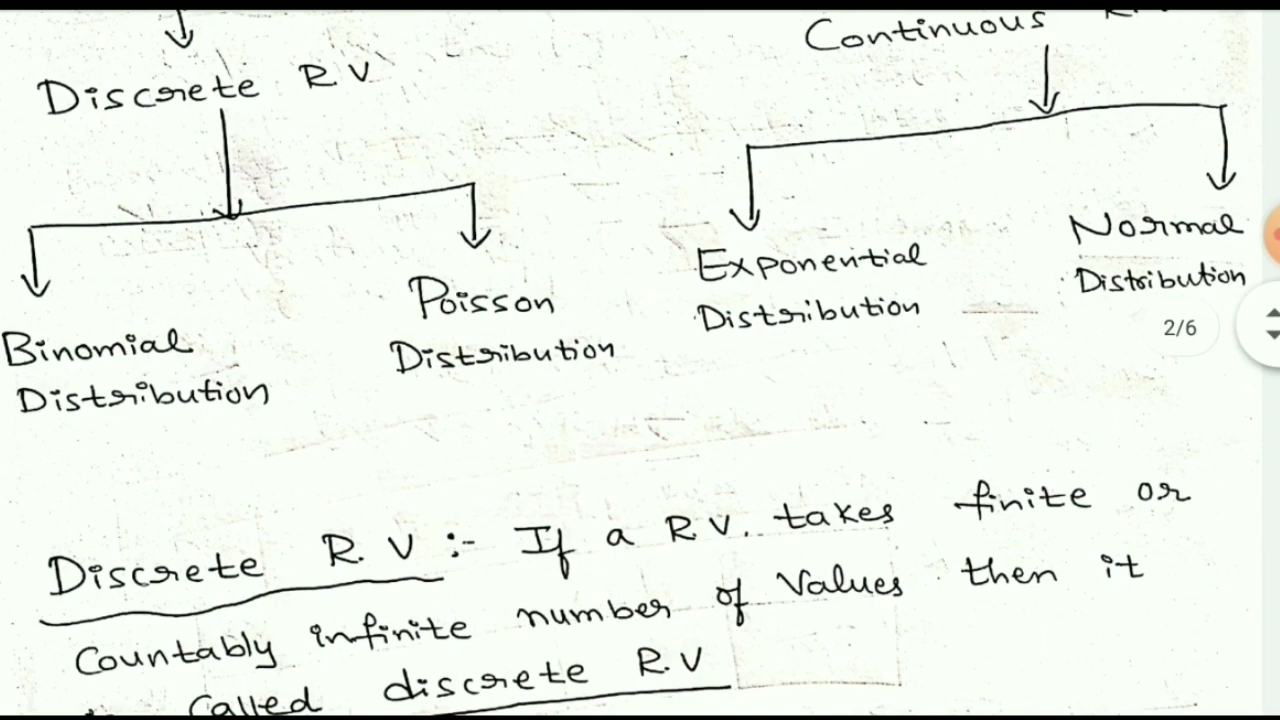 Continuous
Discrete R.V
Normal
Distribution
Exponential
Distribution
Poisson
Distribution
Binomial
Distribution
2/6
Discrete R.V :- If a R.V. takes finite or
Countably infinite number of Values then it
called discrete R.V